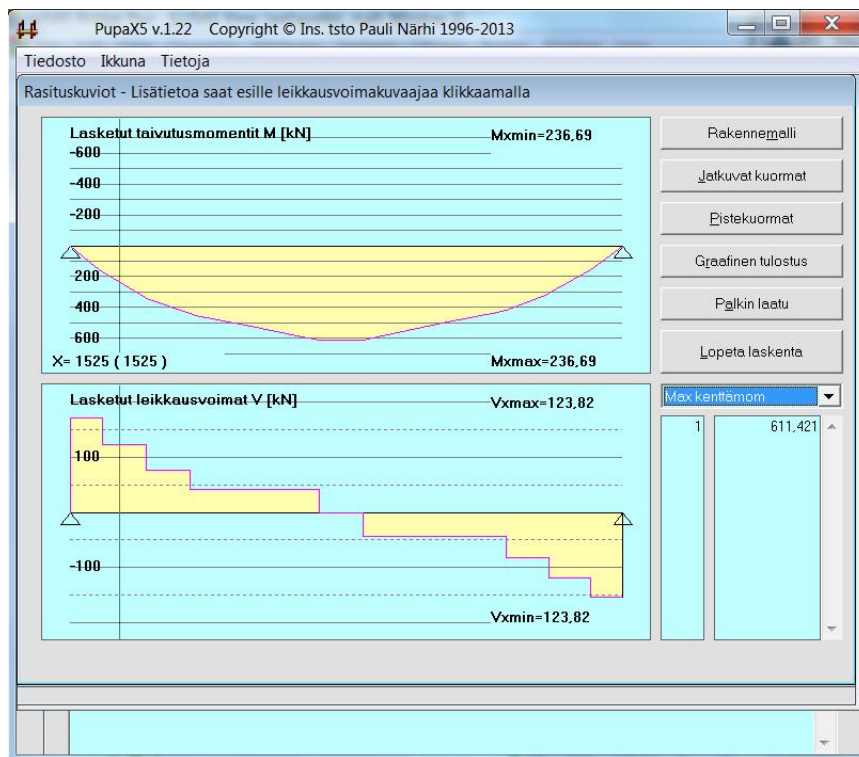 PupaX5 v.1.22 Copyright © Ins. tsto Pauli Närhi 1996-2013
Tiedosto Ikkuna Tietoja
Rasituskuviot - Lisätietoa saat esille leikkausvoimakuvaajaa klikkaamalla
Lasketut taivutusmomentit M [kN]
Mxmin=236,69
-600
-400
-200
200
400
600
X= 1525 ( 1525 )
Mxmax=236,69
Lasketut leikkausvoimat V [kN]
Vxmax=123,82
100
-100
Vxmin=123,82
Rakennemalli
Jatkuvat kuormat
Pistekuormat
Graafinen tulostus
Palkin laatu
Lopeta laskenta
Max kenttämom
1 611,421